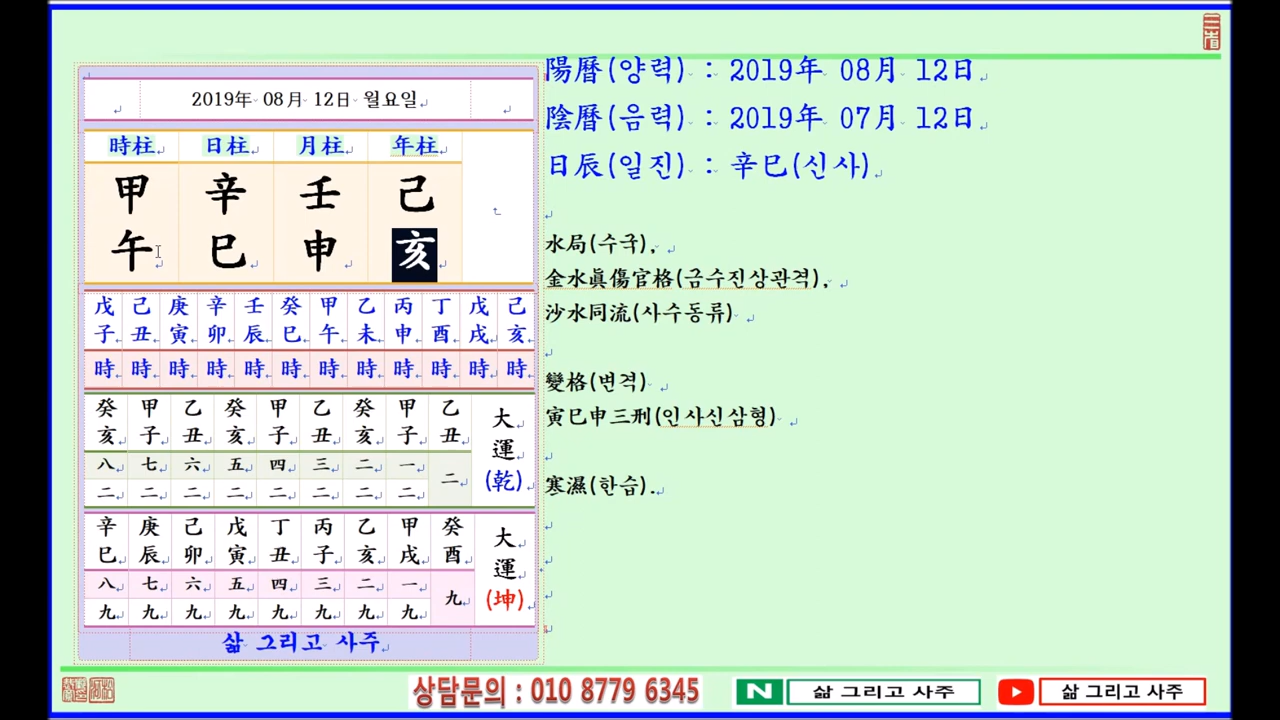 2019年 08月 12日 월요일
時柱 日柱 月柱 年柱
甲 辛 壬 己
午 巳 申 亥
戊 己 庚 辛 壬 癸 甲 乙 丙 丁 戊 己
子 丑 寅 卯 辰 巳 午 未 申 酉 戌 亥
時 時 時 時 時 時 時 時 時 時 時 時
癸 甲 乙 癸 甲 乙 癸 甲 乙
亥 子 丑 亥 子 丑 亥 子 丑
八 七 六 五 四 三 二 一 二
二 二 二 二 二 二 二 二
大
運
(乾)
辛 庚 己 戊 丁 丙 乙 甲 癸
巳 辰 卯 寅 丑 子 亥 戌 酉
八 七 六 五 四 三 二 一 九
九 九 九 九 九 九 九 九
大
運
(坤)
삶 그리고 사주
陽曆(양력) : 2019年 08月 12日
陰曆(음력) : 2019年 07月 12日
日辰(일진) : 辛巳(신사)
水局(수국),
金水眞傷官格(금수진상관격),
沙水同流(사수동류)
變格(변격)
寅巳申三刑(인사신삼형)
寒濕(한습).
상담문의 : 010 8779 6345
N 삶 그리고 사주
삶 그리고 사주